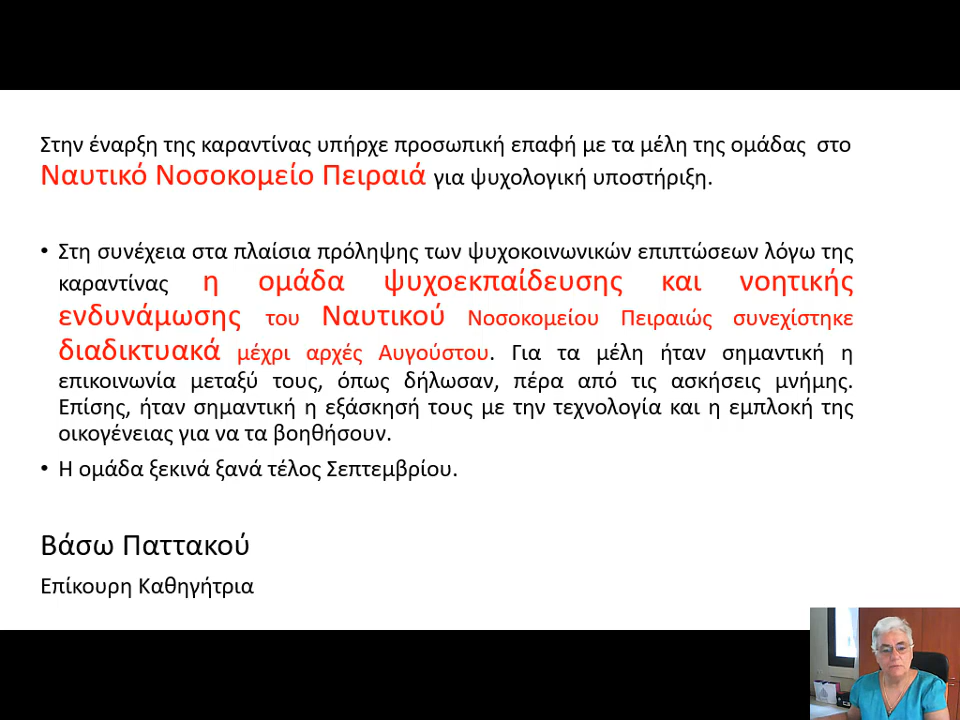 Στην έναρξη της καραντίνας υπήρχε προσωπική επαφή με τα μέλη της ομάδας στο
Ναυτικό Νοσοκομείο Πειραιά για ψυχολογική υποστήριξη.
• Στη συνέχεια στα πλαίσια πρόληψης των ψυχοκοινωνικών επιπτώσεων λόγω της
καραντίνας η ομάδα ψυχοεκπαίδευσης και νοητικής
ενδυνάμωσης του Ναυτικού Νοσοκομείου Πειραιώς συνεχίστηκε
διαδικτυακά μέχρι αρχές Αυγούστου. Για τα μέλη ήταν σημαντική η
επικοινωνία μεταξύ τους, όπως δήλωσαν, πέρα από τις ασκήσεις μνήμης.
Επίσης, ήταν σημαντική η εξάσκησή τους με την τεχνολογία και η εμπλοκή της
οικογένειας για να τα βοηθήσουν.
• Η ομάδα ξεκινά ξανά τέλος Σεπτεμβρίου.
Βάσω Παττακού
Επίκουρη Καθηγήτρια